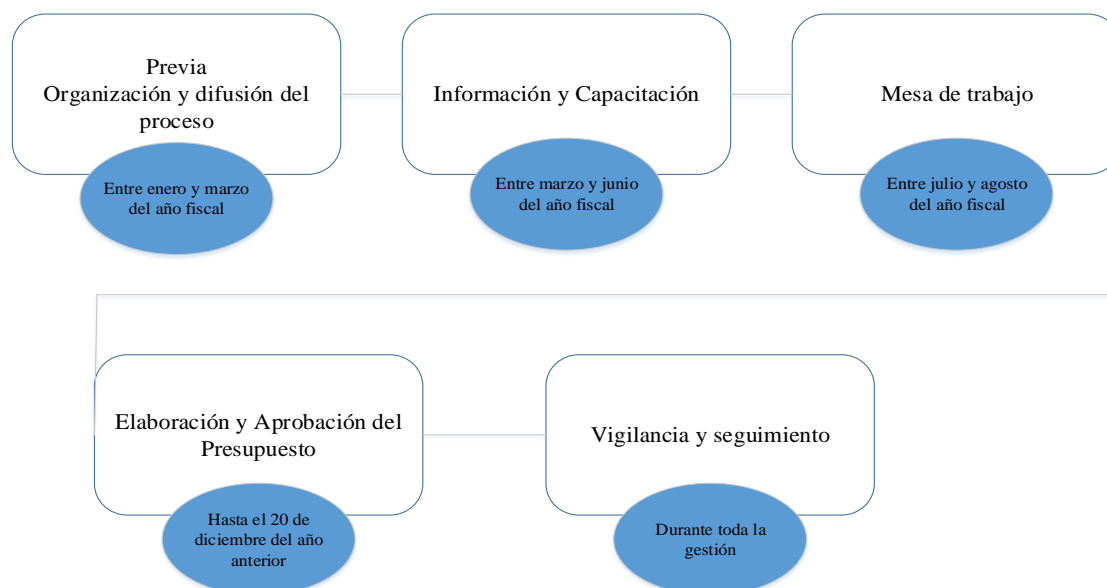 Previa
Organización y difusión del
proceso
Entre enero y marzo
del año fiscal
Información y Capacitación
Entre marzo y junio
del año fiscal
Mesa de trabajo
Entre julio y agosto
del año fiscal
Elaboración y Aprobación del
Presupuesto
Hasta el 20 de
diciembre del año
anterior
Vigilancia y seguimiento
Durante toda la
gestión